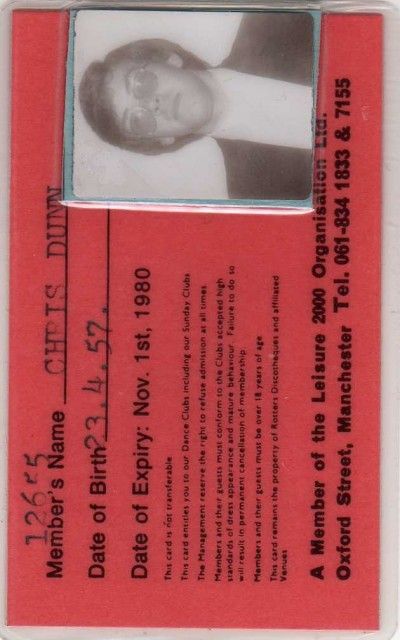 12655
Member's Name CHRIS DUNN
Date of Birth 23.4.57.
Date of Expiry: Nov. 1st, 1980
This card is not transferable
This card entitles you to our Dance Clubs including our Sunday Clubs
The Management reserve the right to refuse admission at all times.
Members and their guests must conform to the Clubs accepted high
standards of dress appearance and mature behaviour. Failure to do so
will result in permanent cancellation of membership
Members and their guests must be over 18 years of age
This card remains the property of Rotters Discotheques and affiliated
Venues
A Member of the Leisure 2000 Organisation Ltd.
Oxford Street, Manchester Tel. 061-834 1833 & 7155